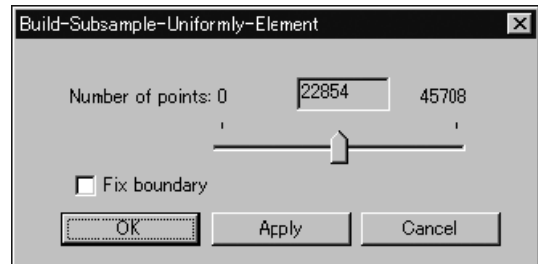 Build-Subsample-Uniformly-Element
Number of points: 0 22854 45708
Fix boundary
OK Apply Cancel